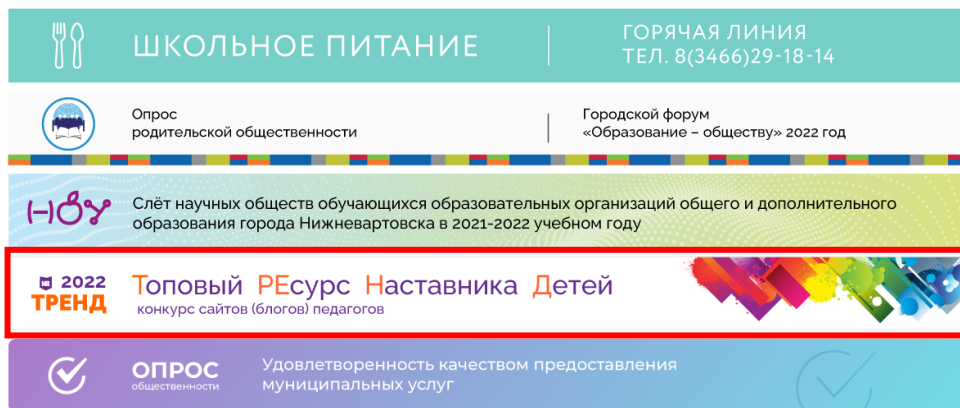 ШКОЛЬНОЕ ПИТАНИЕ
ГОРЯЧАЯ ЛИНИЯ
ТЕЛ. 8(3466)29-18-14
Опрос
родительской общественности
Городской форум
«Образование – обществу» 2022 год
НОУ
Слёт научных обществ обучающихся образовательных организаций общего и дополнительного
образования города Нижневартовска в 2021-2022 учебном году
2022
ТРЕНД
Топовый РЕсурс Наставника Детей
конкурс сайтов (блогов) педагогов
ОПРОС
общественности
Удовлетворенность качеством предоставления
муниципальных услуг